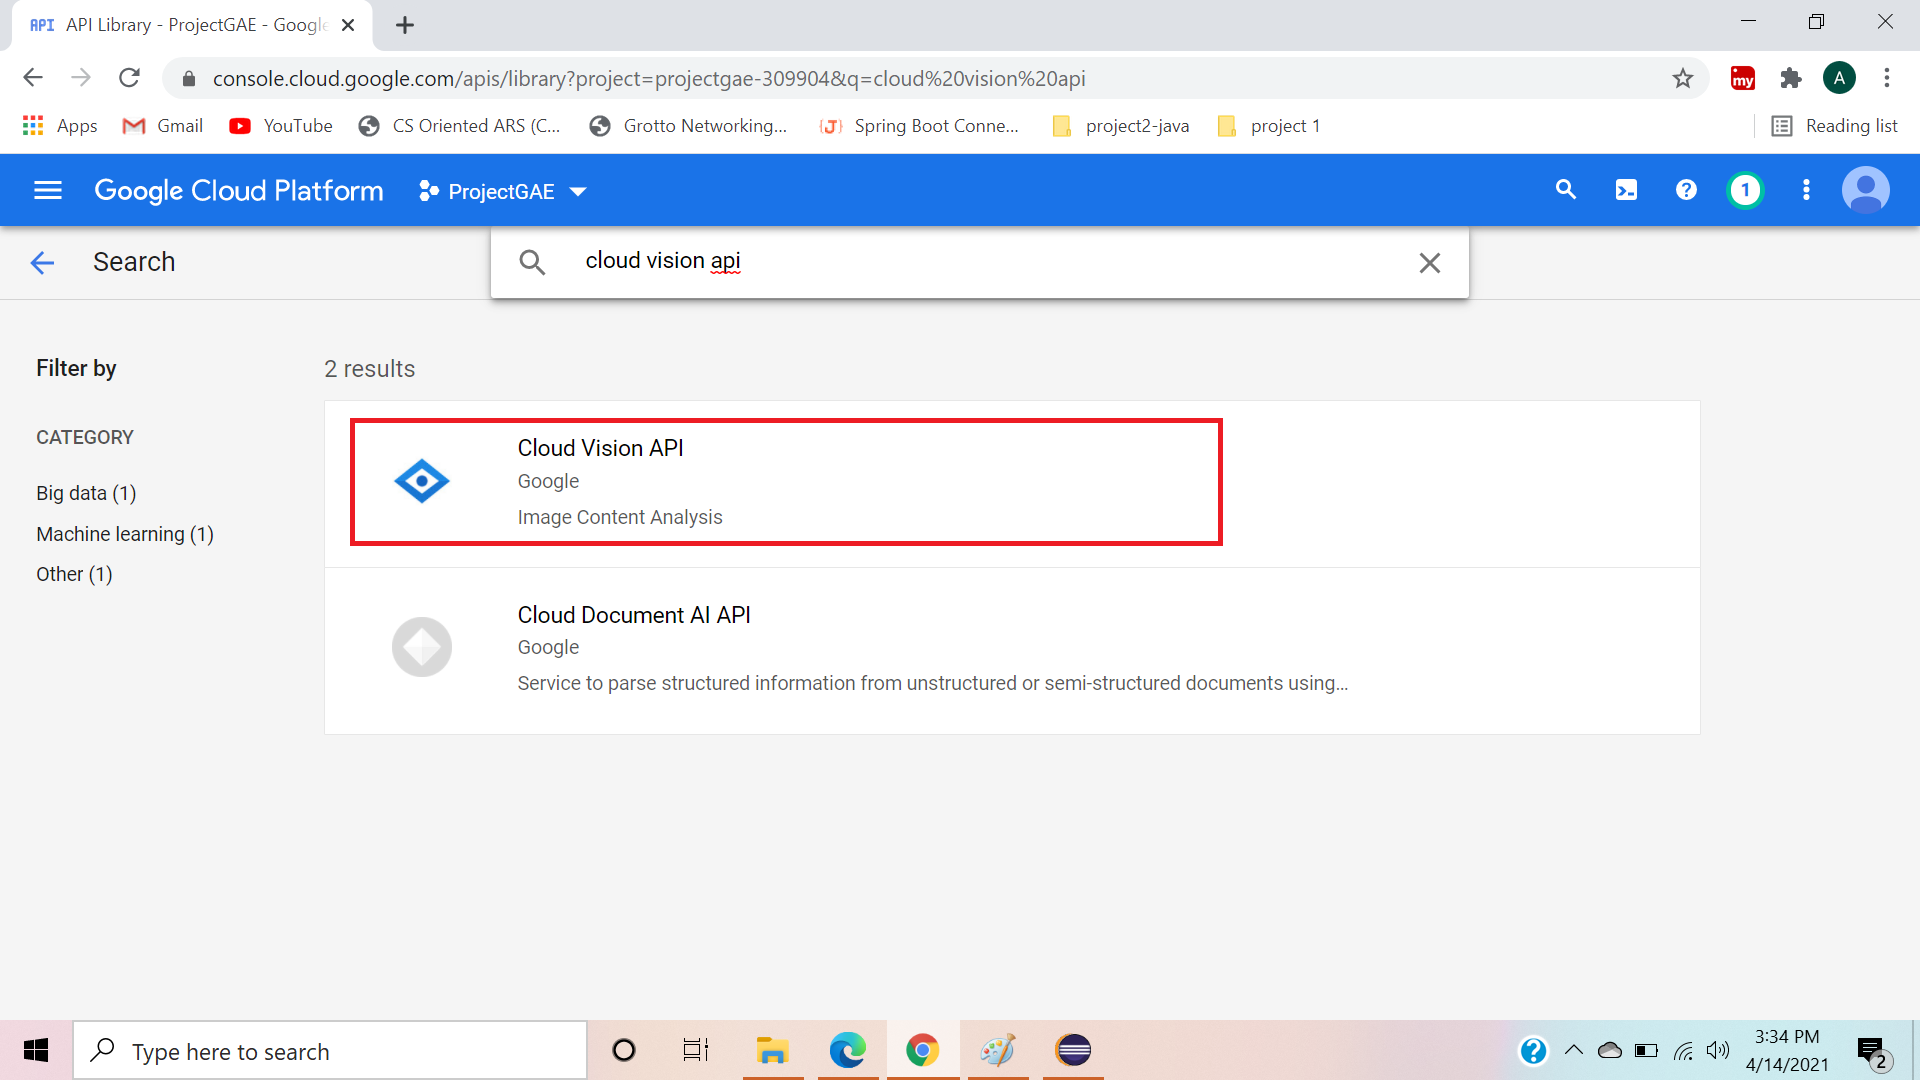 API Library - ProjectGAE - Google
console.cloud.google.com/apis/library?project=projectgae-309904&q=cloud%20vision%20api
my
A
Apps
Gmail
YouTube
CS Oriented ARS (C...
Grotto Networking...
Spring Boot Conne...
project2-java
project 1
Reading list
Google Cloud Platform
ProjectGAE
1
Search
cloud vision api
Filter by
2 results
CATEGORY
Big data (1)
Machine learning (1)
Other (1)
Cloud Vision API
Google
Image Content Analysis
Cloud Document AI API
Google
Service to parse structured information from unstructured or semi-structured documents using...
Type here to search
3:34 PM
4/14/2021
2